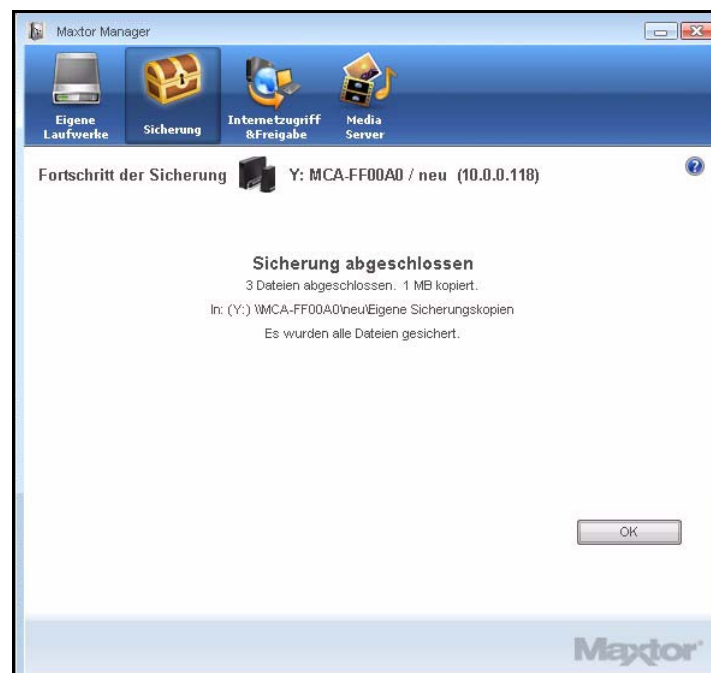 Maxtor Manager
Eigene
Laufwerke
Sicherung
Internetzugriff
&Freigabe
Media
Server
Fortschritt der Sicherung Y: MCA-FF00A0 / neu (10.0.0.118)
?
Sicherung abgeschlossen
3 Dateien abgeschlossen. 1 MB kopiert.
In: (Y:) \\MCA-FF00A0\neu\Eigene Sicherungskopien
Es wurden alle Dateien gesichert.
OK
Maxtor